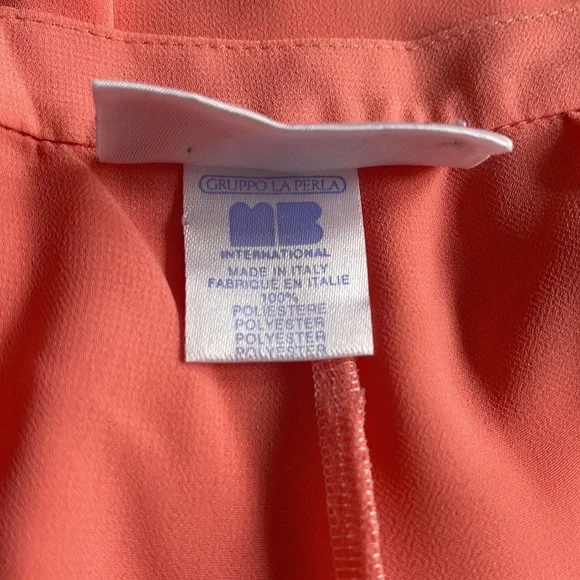 GRUPPO LA PERLA
MB
INTERNATIONAL
MADE IN ITALY
FABRIQUE EN ITALIE
100%
POLIESTERE
POLYESTER
POLYESTER
POLYESTER